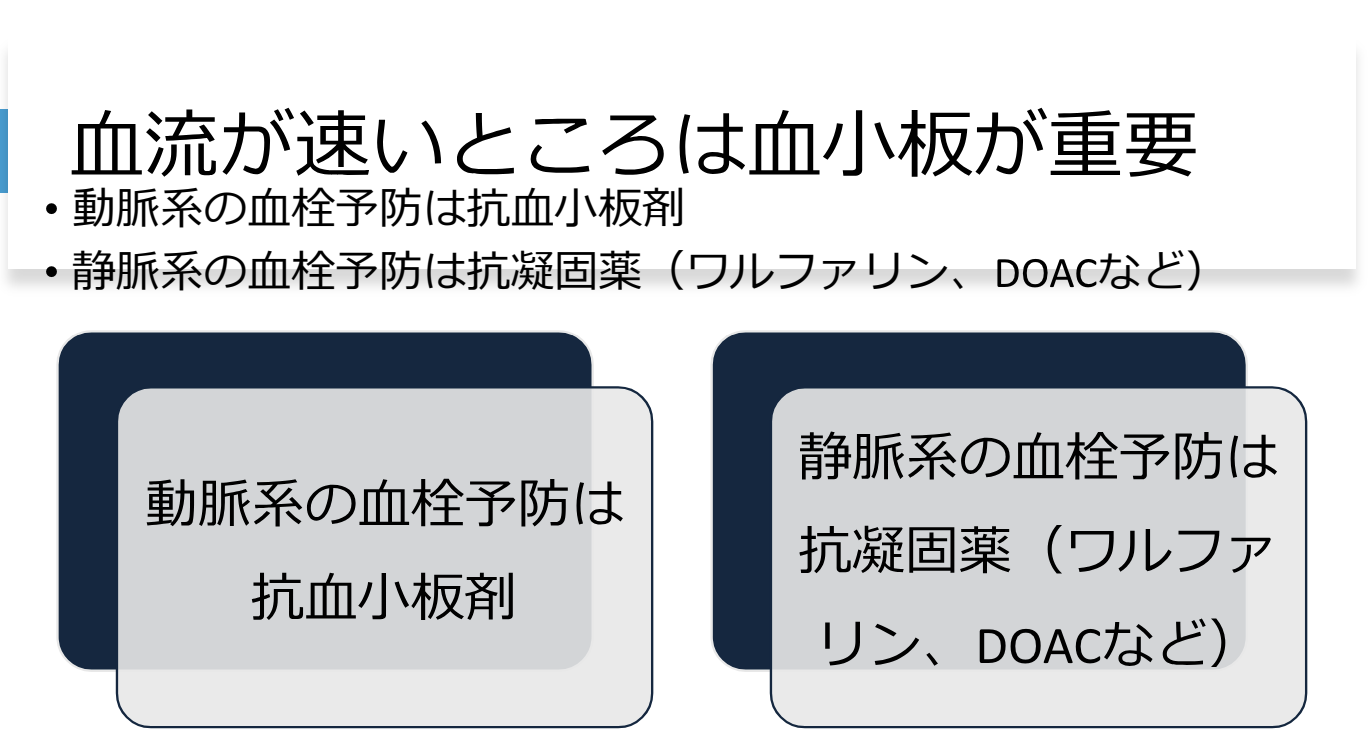 血流が速いところは血小板が重要
• 動脈系の血栓予防は抗血小板剤
• 静脈系の血栓予防は抗凝固薬（ワルファリン、DOACなど）
動脈系の血栓予防は
抗血小板剤
静脈系の血栓予防は
抗凝固薬（ワルファ
リン、DOACなど）